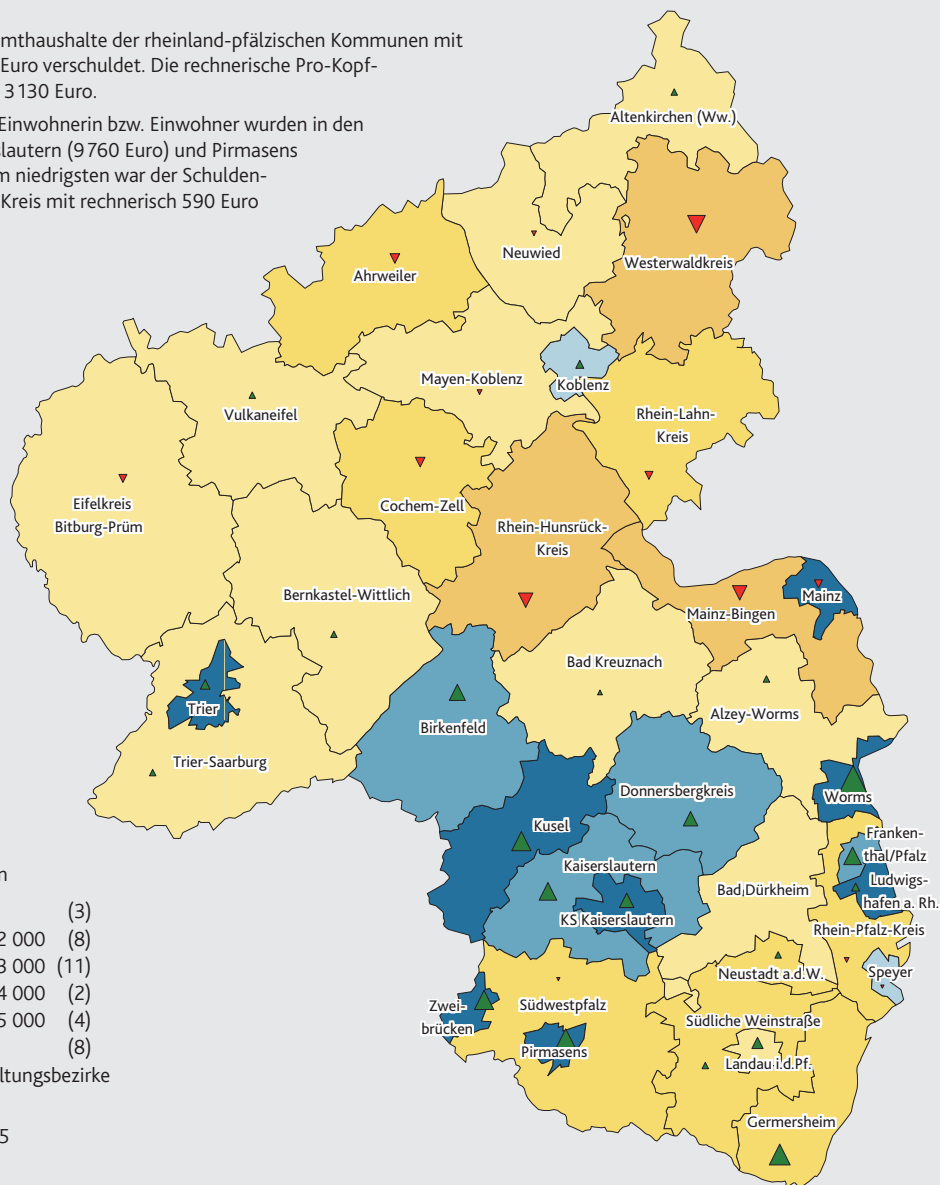 mthaushalte der rheinland-pfälzischen Kommunen mit
Euro verschuldet. Die rechnerische Pro-Kopf-
3 130 Euro.
Einwohnerin bzw. Einwohner wurden in den
slautern (9 760 Euro) und Pirmasens
m niedrigsten war der Schulden-
Kreis mit rechnerisch 590 Euro
Altenkirchen (Ww.)
Neuwied
Westerwaldkreis
Ahrweiler
Mayen-Koblenz
Koblenz
Vulkaneifel
Rhein-Lahn-
Kreis
Eifelkreis
Bitburg-Prüm
Cochem-Zell
Rhein-Hunsrück-
Kreis
Bernkastel-Wittlich
Mainz-Bingen
Mainz
Bad Kreuznach
Trier
Birkenfeld
Alzey-Worms
Trier-Saarburg
Donnersbergkreis
Worms
Kusel
Franken-
thal/Pfalz
Kaiserslautern
Ludwigs-
hafen a. Rh.
Bad Dürkheim
KS Kaiserslautern
Rhein-Pfalz-Kreis
Neustadt a.d.W.
Speyer
Zwei-
brücken
Südwestpfalz
Südliche Weinstraße
Pirmasens
Landau i.d.Pf.
Germersheim
n
(3)
2 000 (8)
3 000 (11)
4 000 (2)
5 000 (4)
(8)
ltungsbezirke
5